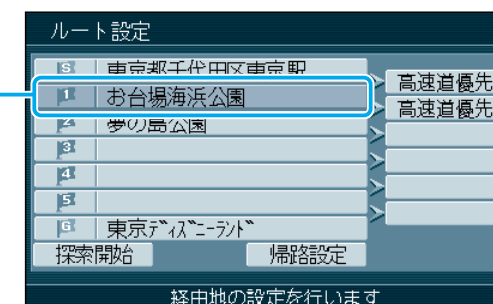 ルート設定
S 東京都千代田区東京駅
高速道優先
1 お台場海浜公園
高速道優先
2 夢の島公園
3
4
5
G 東京ディズニーランド
探索開始 帰路設定
経由地の設定を行います